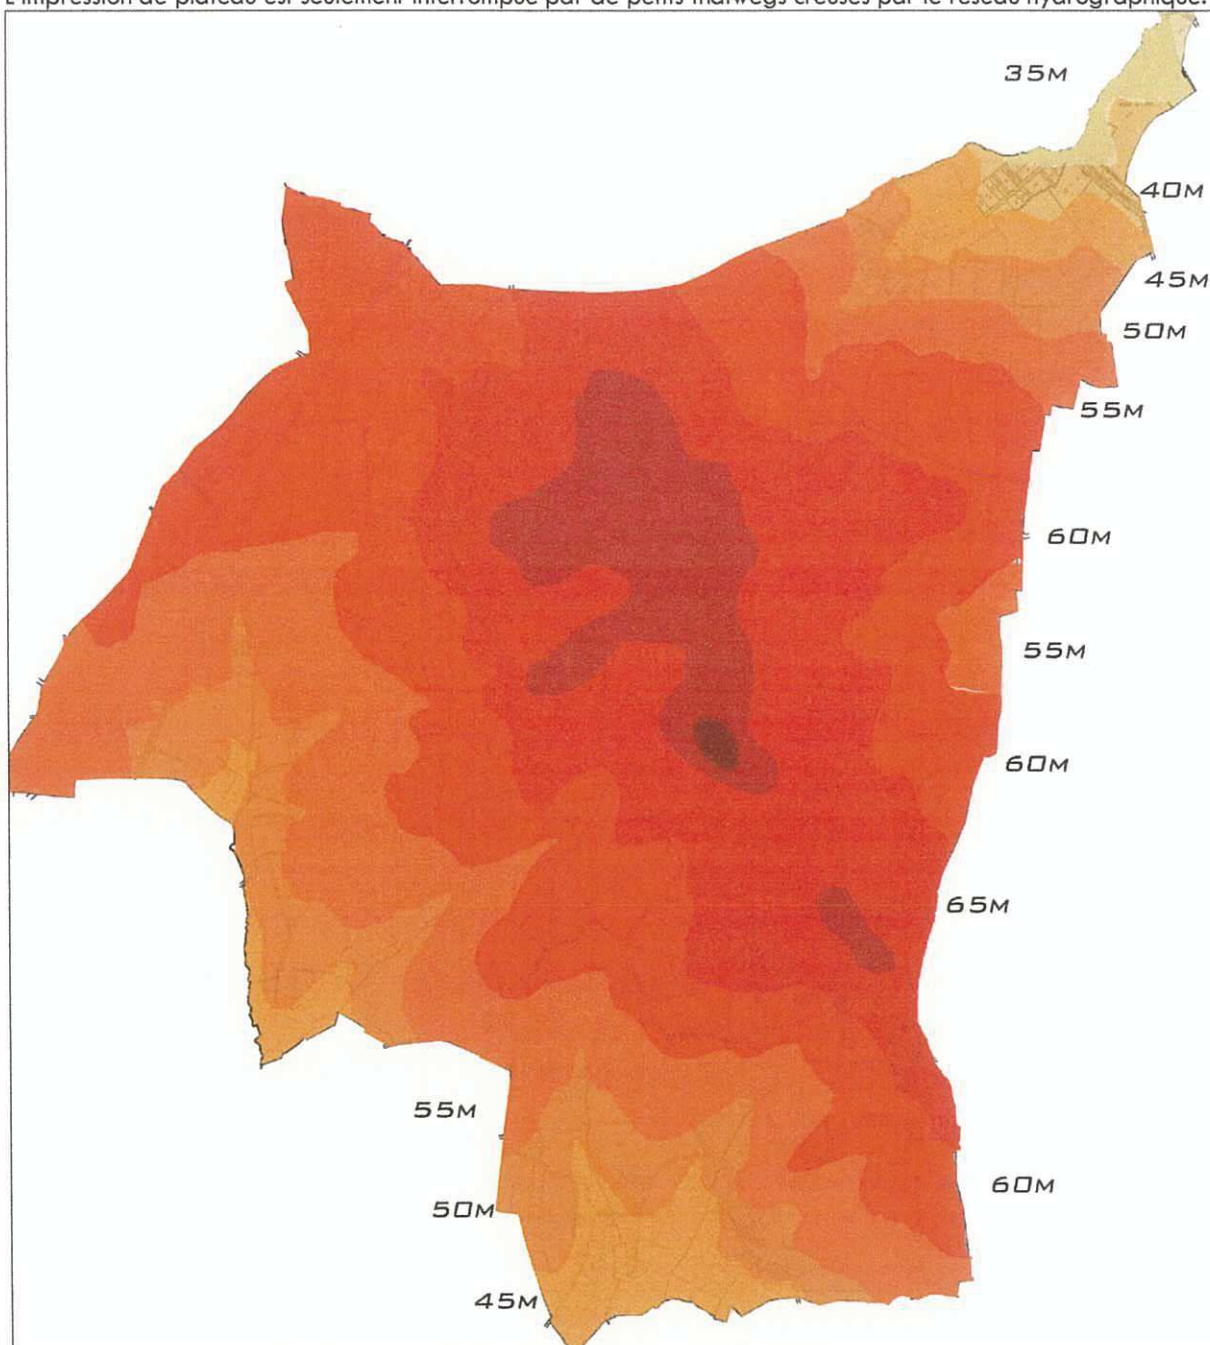 L'impression de plateau est seulement interrompue par de petits thalwegs creusés par le réseau hydrographique.
35M
40M
45M
50M
55M
60M
55M
60M
65M
55M
60M
50M
45M